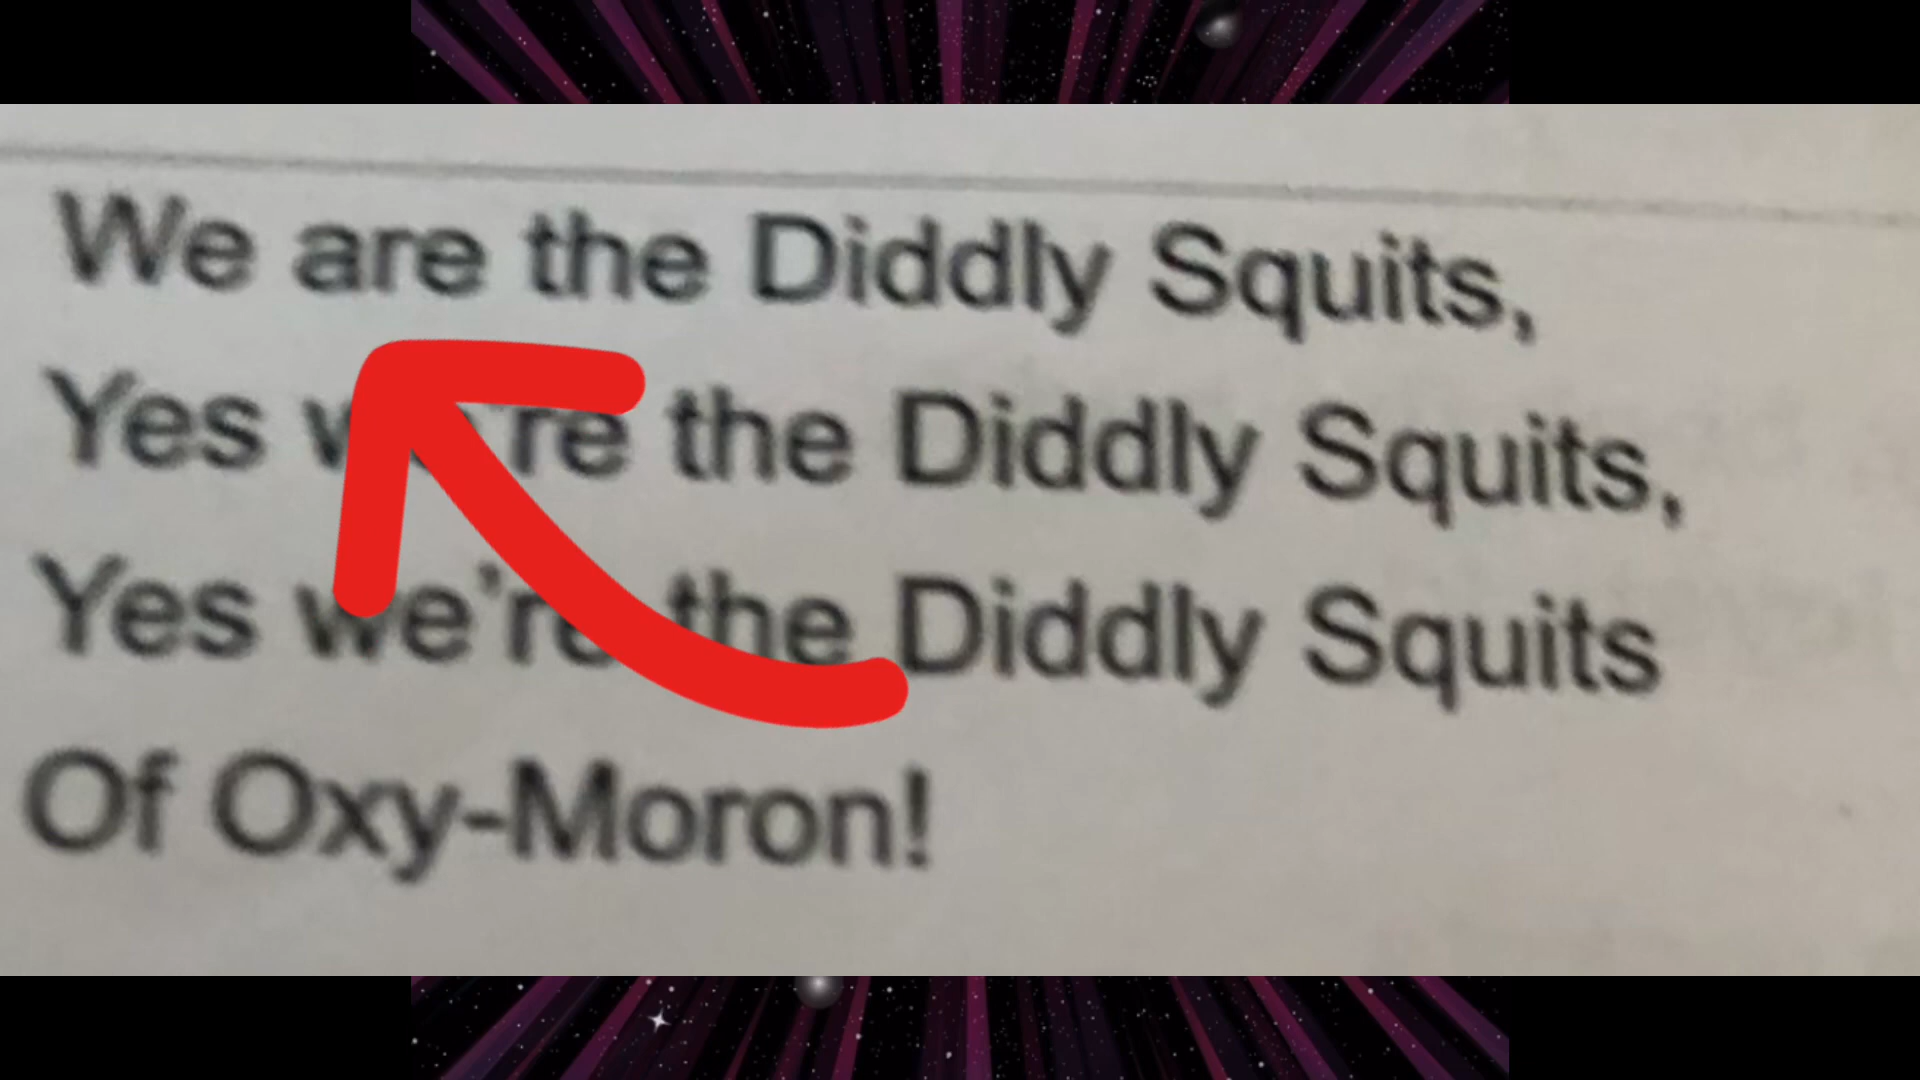 We are the Diddly Squits,
Yes we're the Diddly Squits,
Yes we're the Diddly Squits
Of Oxy-Moron!